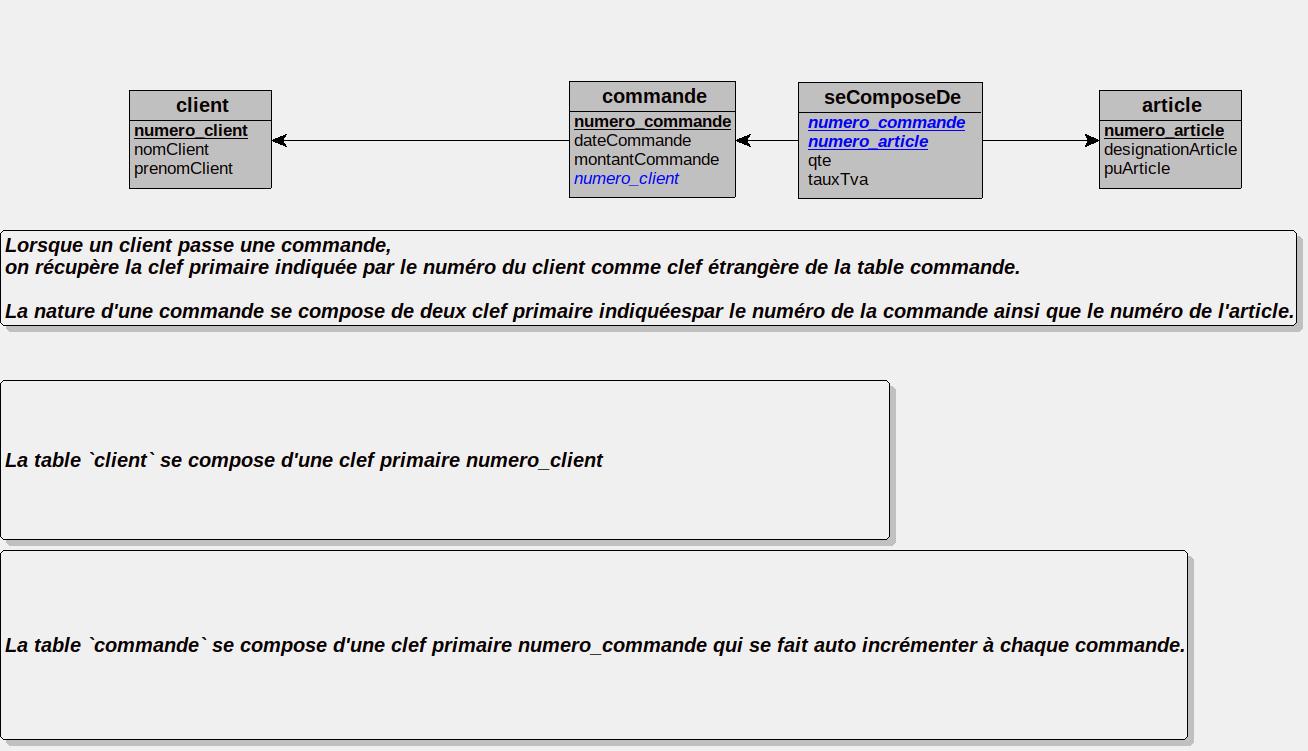 client
numero_client
nomClient
prenomClient
commande
numero_commande
dateCommande
montantCommande
numero_client
seComposeDe
numero_commande
numero_article
qte
tauxTva
article
numero_article
designationArticle
puArticle
Lorsque un client passe une commande,
on récupère la clef primaire indiquée par le numéro du client comme clef étrangère de la table commande.
La nature d'une commande se compose de deux clef primaire indiquéespar le numéro de la commande ainsi que le numéro de l'article.
La table `client` se compose d'une clef primaire numero_client
La table `commande` se compose d'une clef primaire numero_commande qui se fait auto incrémenter à chaque commande.